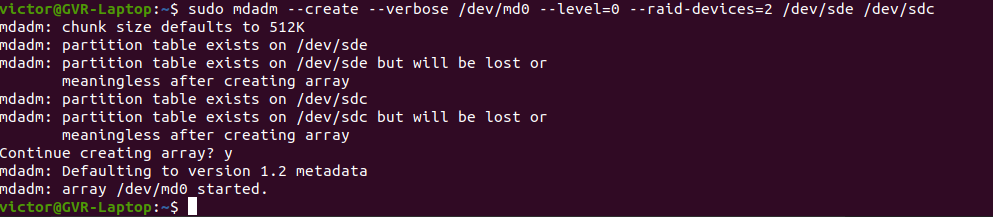 victor@GVR-Laptop:~$ sudo mdadm --create --verbose /dev/md0 --level=0 --raid-devices=2 /dev/sde /dev/sdc
mdadm: chunk size defaults to 512K
mdadm: partition table exists on /dev/sde
mdadm: partition table exists on /dev/sde but will be lost or
       meaningless after creating array
mdadm: partition table exists on /dev/sdc
mdadm: partition table exists on /dev/sdc but will be lost or
       meaningless after creating array
Continue creating array? y
mdadm: Defaulting to version 1.2 metadata
mdadm: array /dev/md0 started.
victor@GVR-Laptop:~$